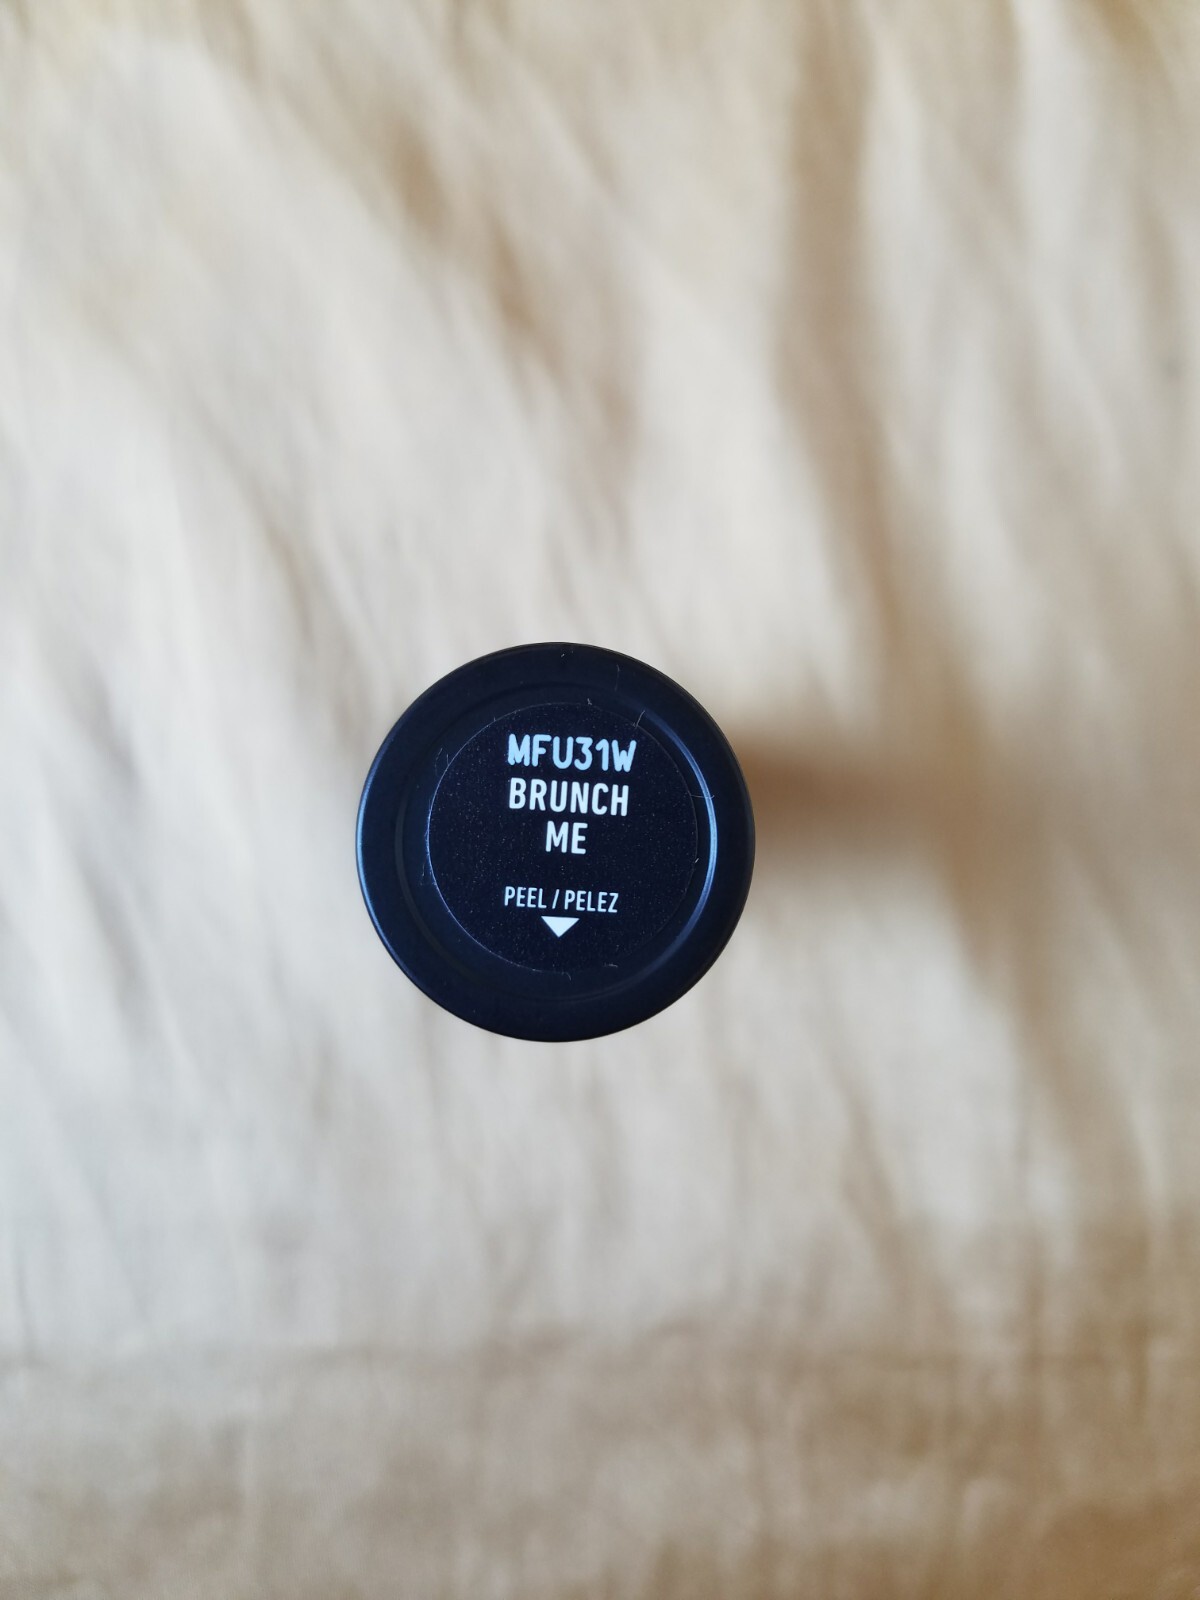 MFU31W
BRUNCH
ME
PEEL / PELEZ